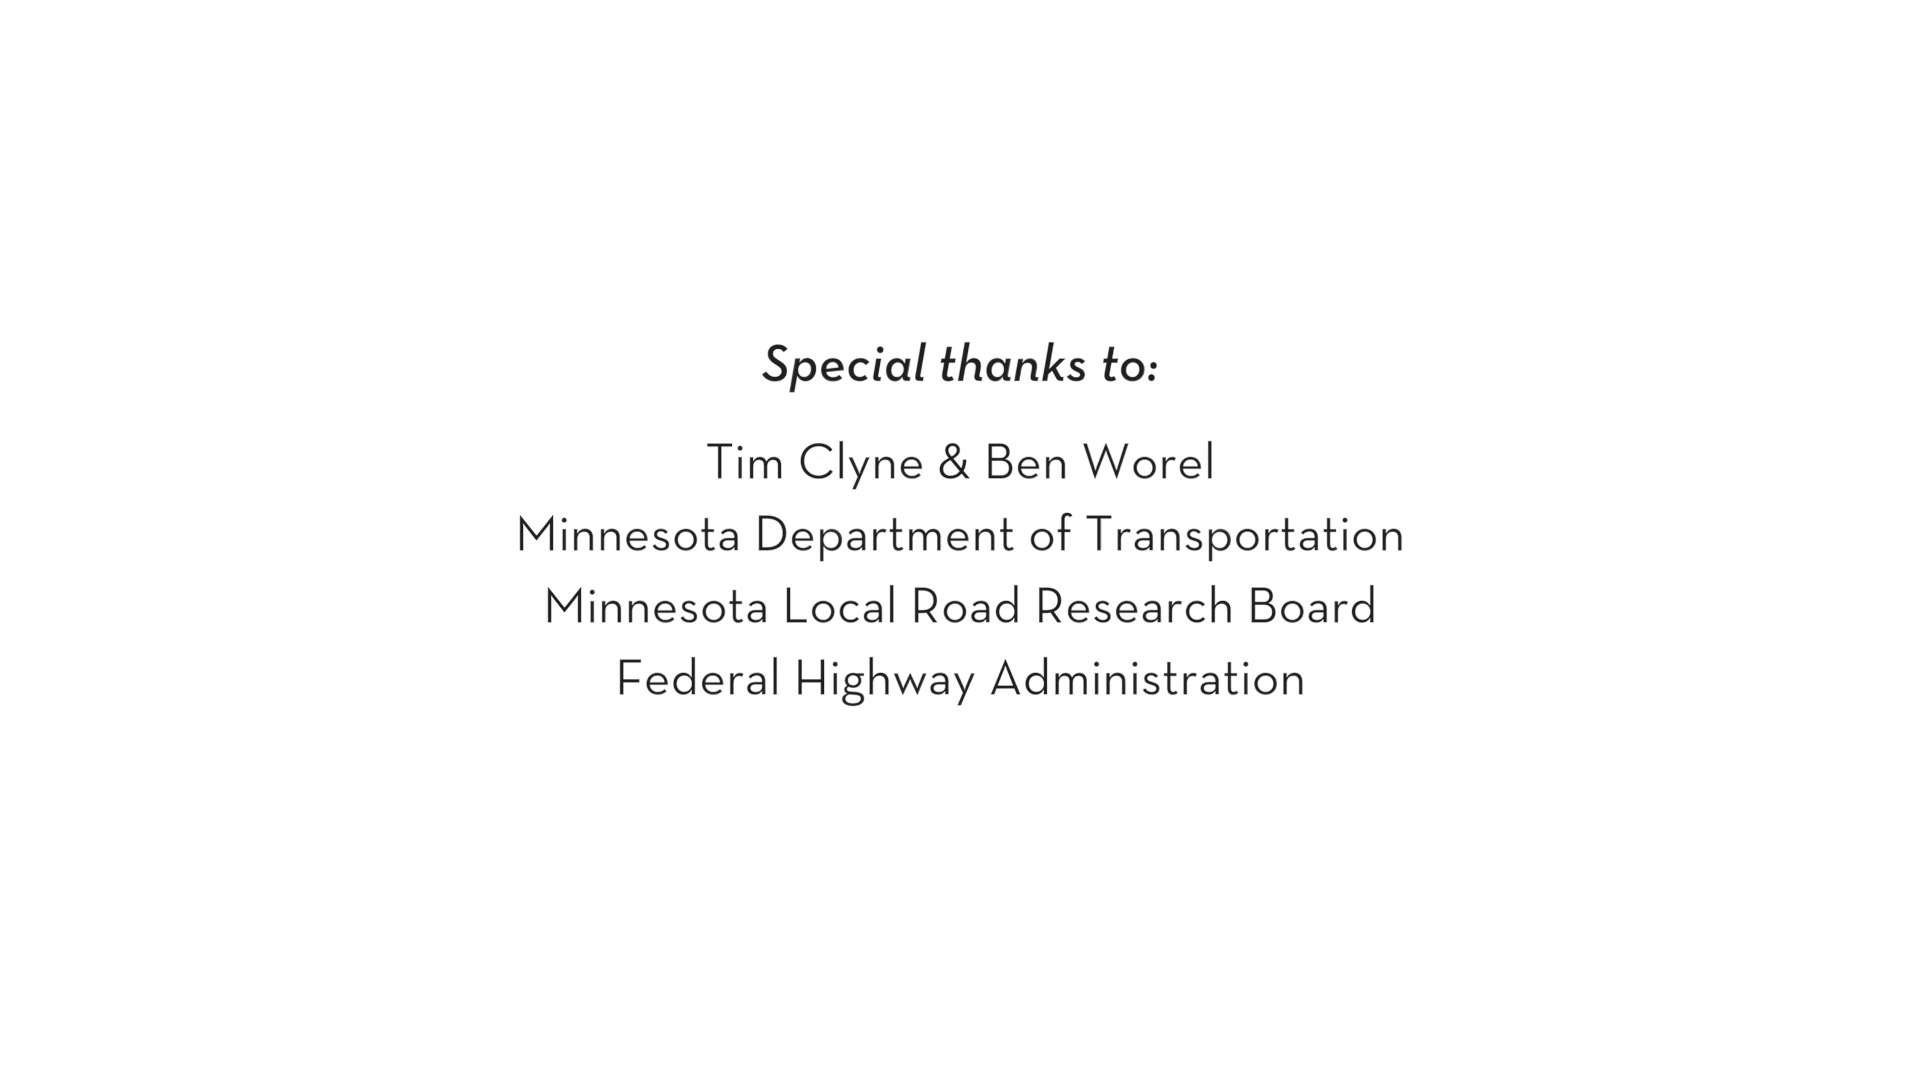 Special thanks to:
Tim Clyne & Ben Worel
Minnesota Department of Transportation
Minnesota Local Road Research Board
Federal Highway Administration